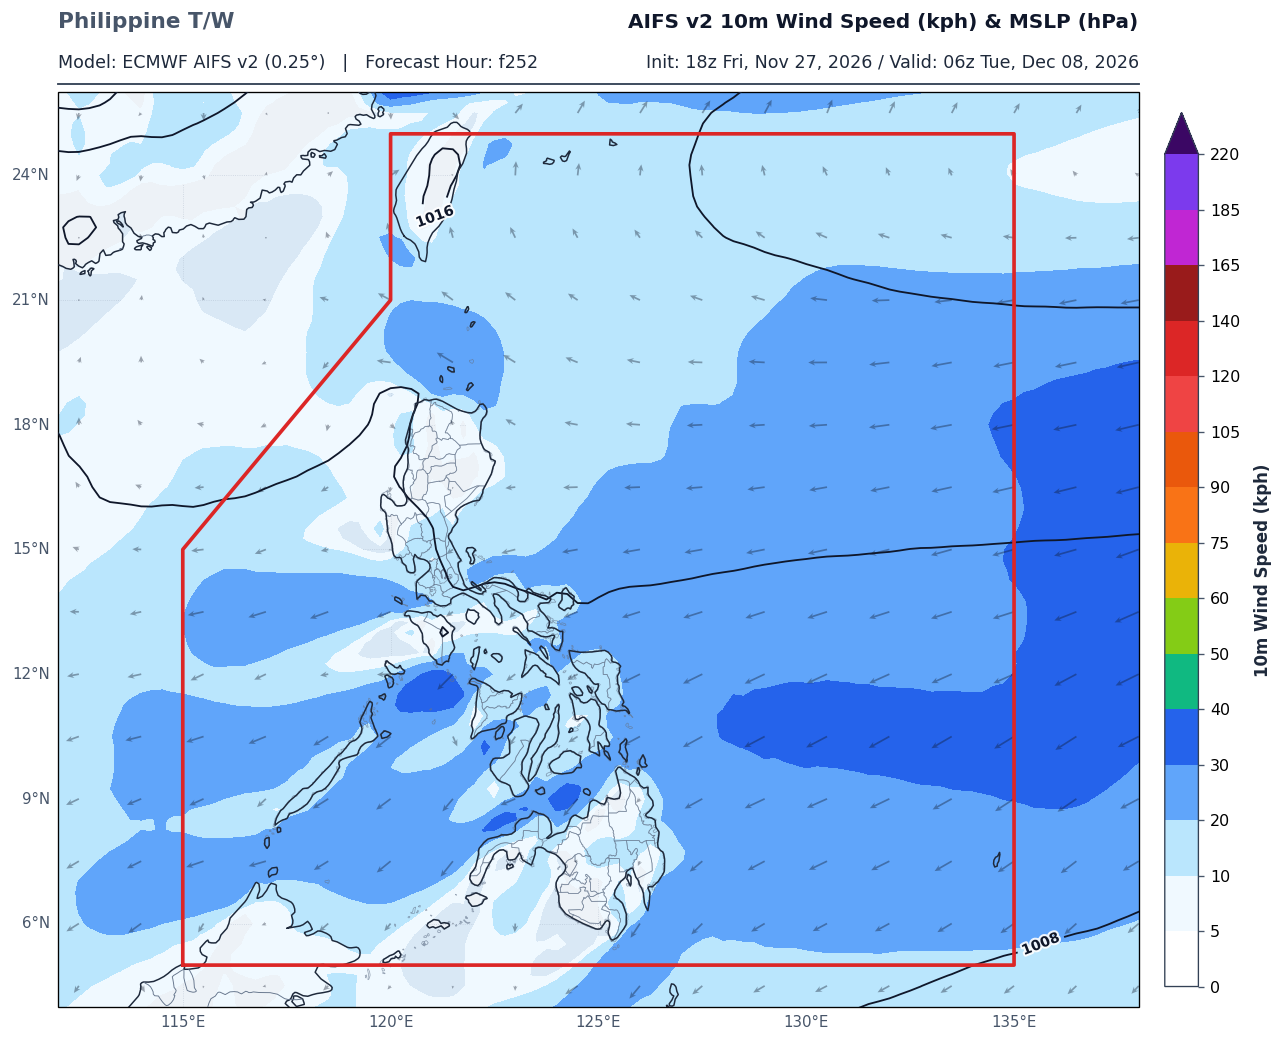 Philippine T/W
AIFS v2 10m Wind Speed (kph) & MSLP (hPa)
Model: ECMWF AIFS v2 (0.25°) | Forecast Hour: f252
Init: 18z Fri, Nov 27, 2026 / Valid: 06z Tue, Dec 08, 2026
24°N
21°N
18°N
15°N
12°N
9°N
6°N
115°E
120°E
125°E
130°E
135°E
1016
1008
220
185
165
140
120
105
90
75
60
50
40
30
20
10
5
0
10m Wind Speed (kph)